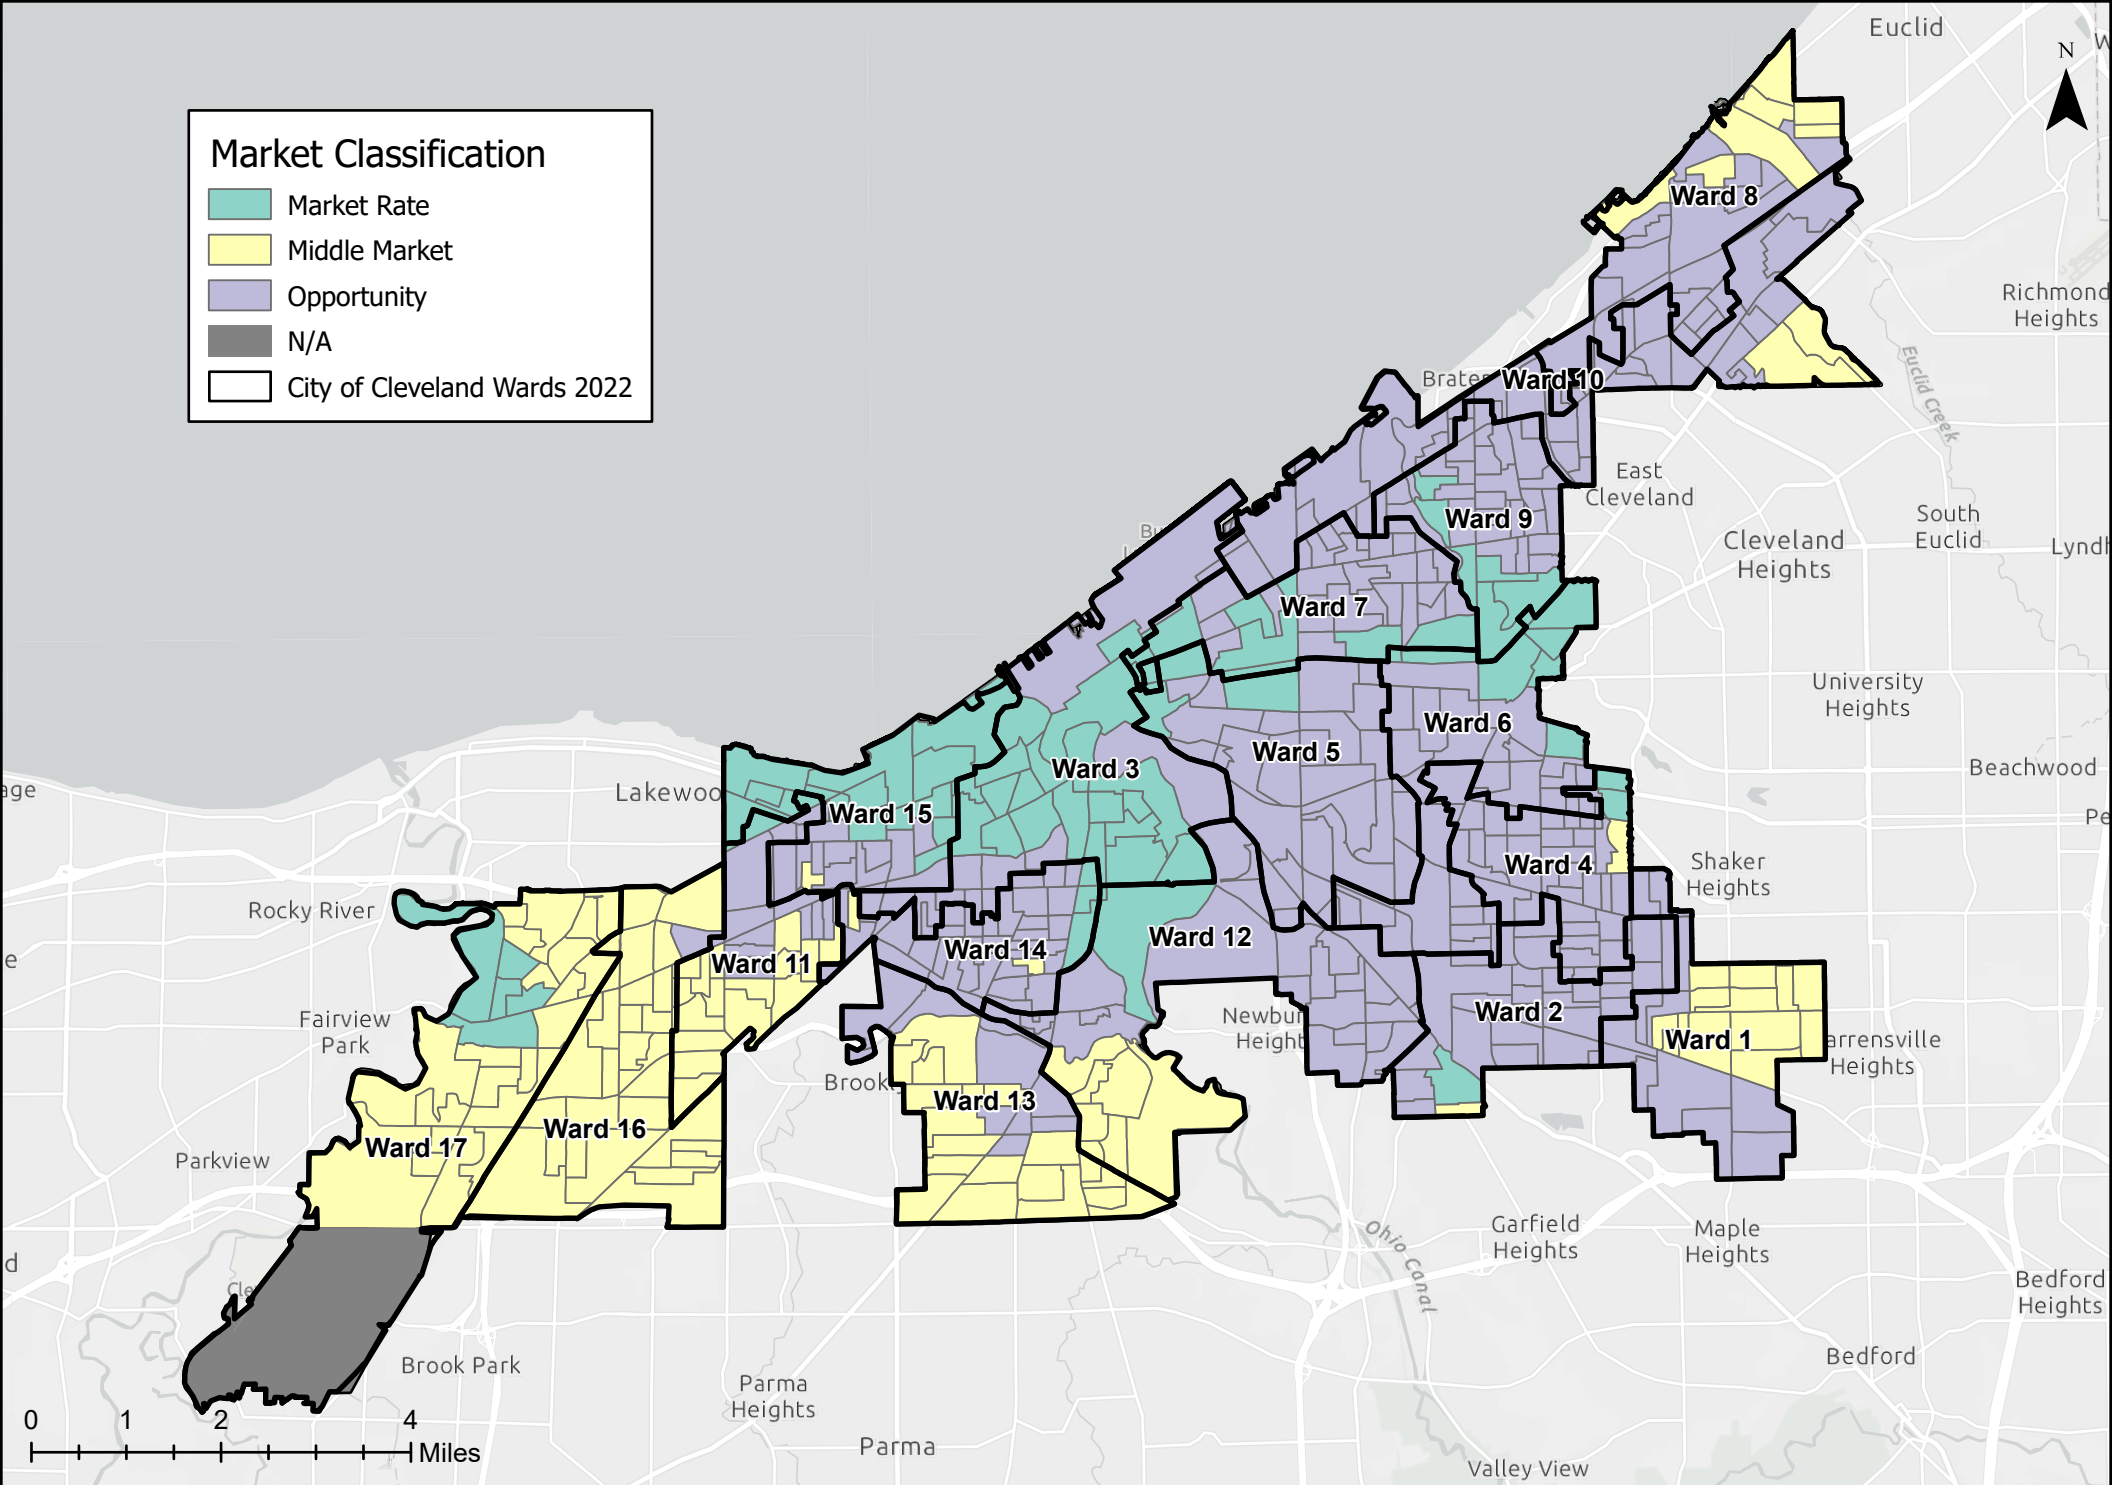 Market Classification
Market Rate
Middle Market
Opportunity
N/A
City of Cleveland Wards 2022
N
Euclid
Ward 8
Richmond
Heights
Euclid Creek
Ward 10
East
Cleveland
Ward 9
South
Euclid
Cleveland
Heights
Ward 7
University
Heights
Ward 6
Ward 5
Ward 3
Beachwood
Ward 15
Ward 4
Shaker
Heights
Rocky River
Ward 12
Ward 14
Ward 11
Ward 2
Fairview
Park
Ward 1
Heights
Ward 13
Ward 16
Ward 17
Parkview
Garfield
Heights
Maple
Heights
Ohio Canal
Bedford
Heights
Brook Park
Bedford
Parma
Heights
Parma
Valley View
0 1 2 4
Miles